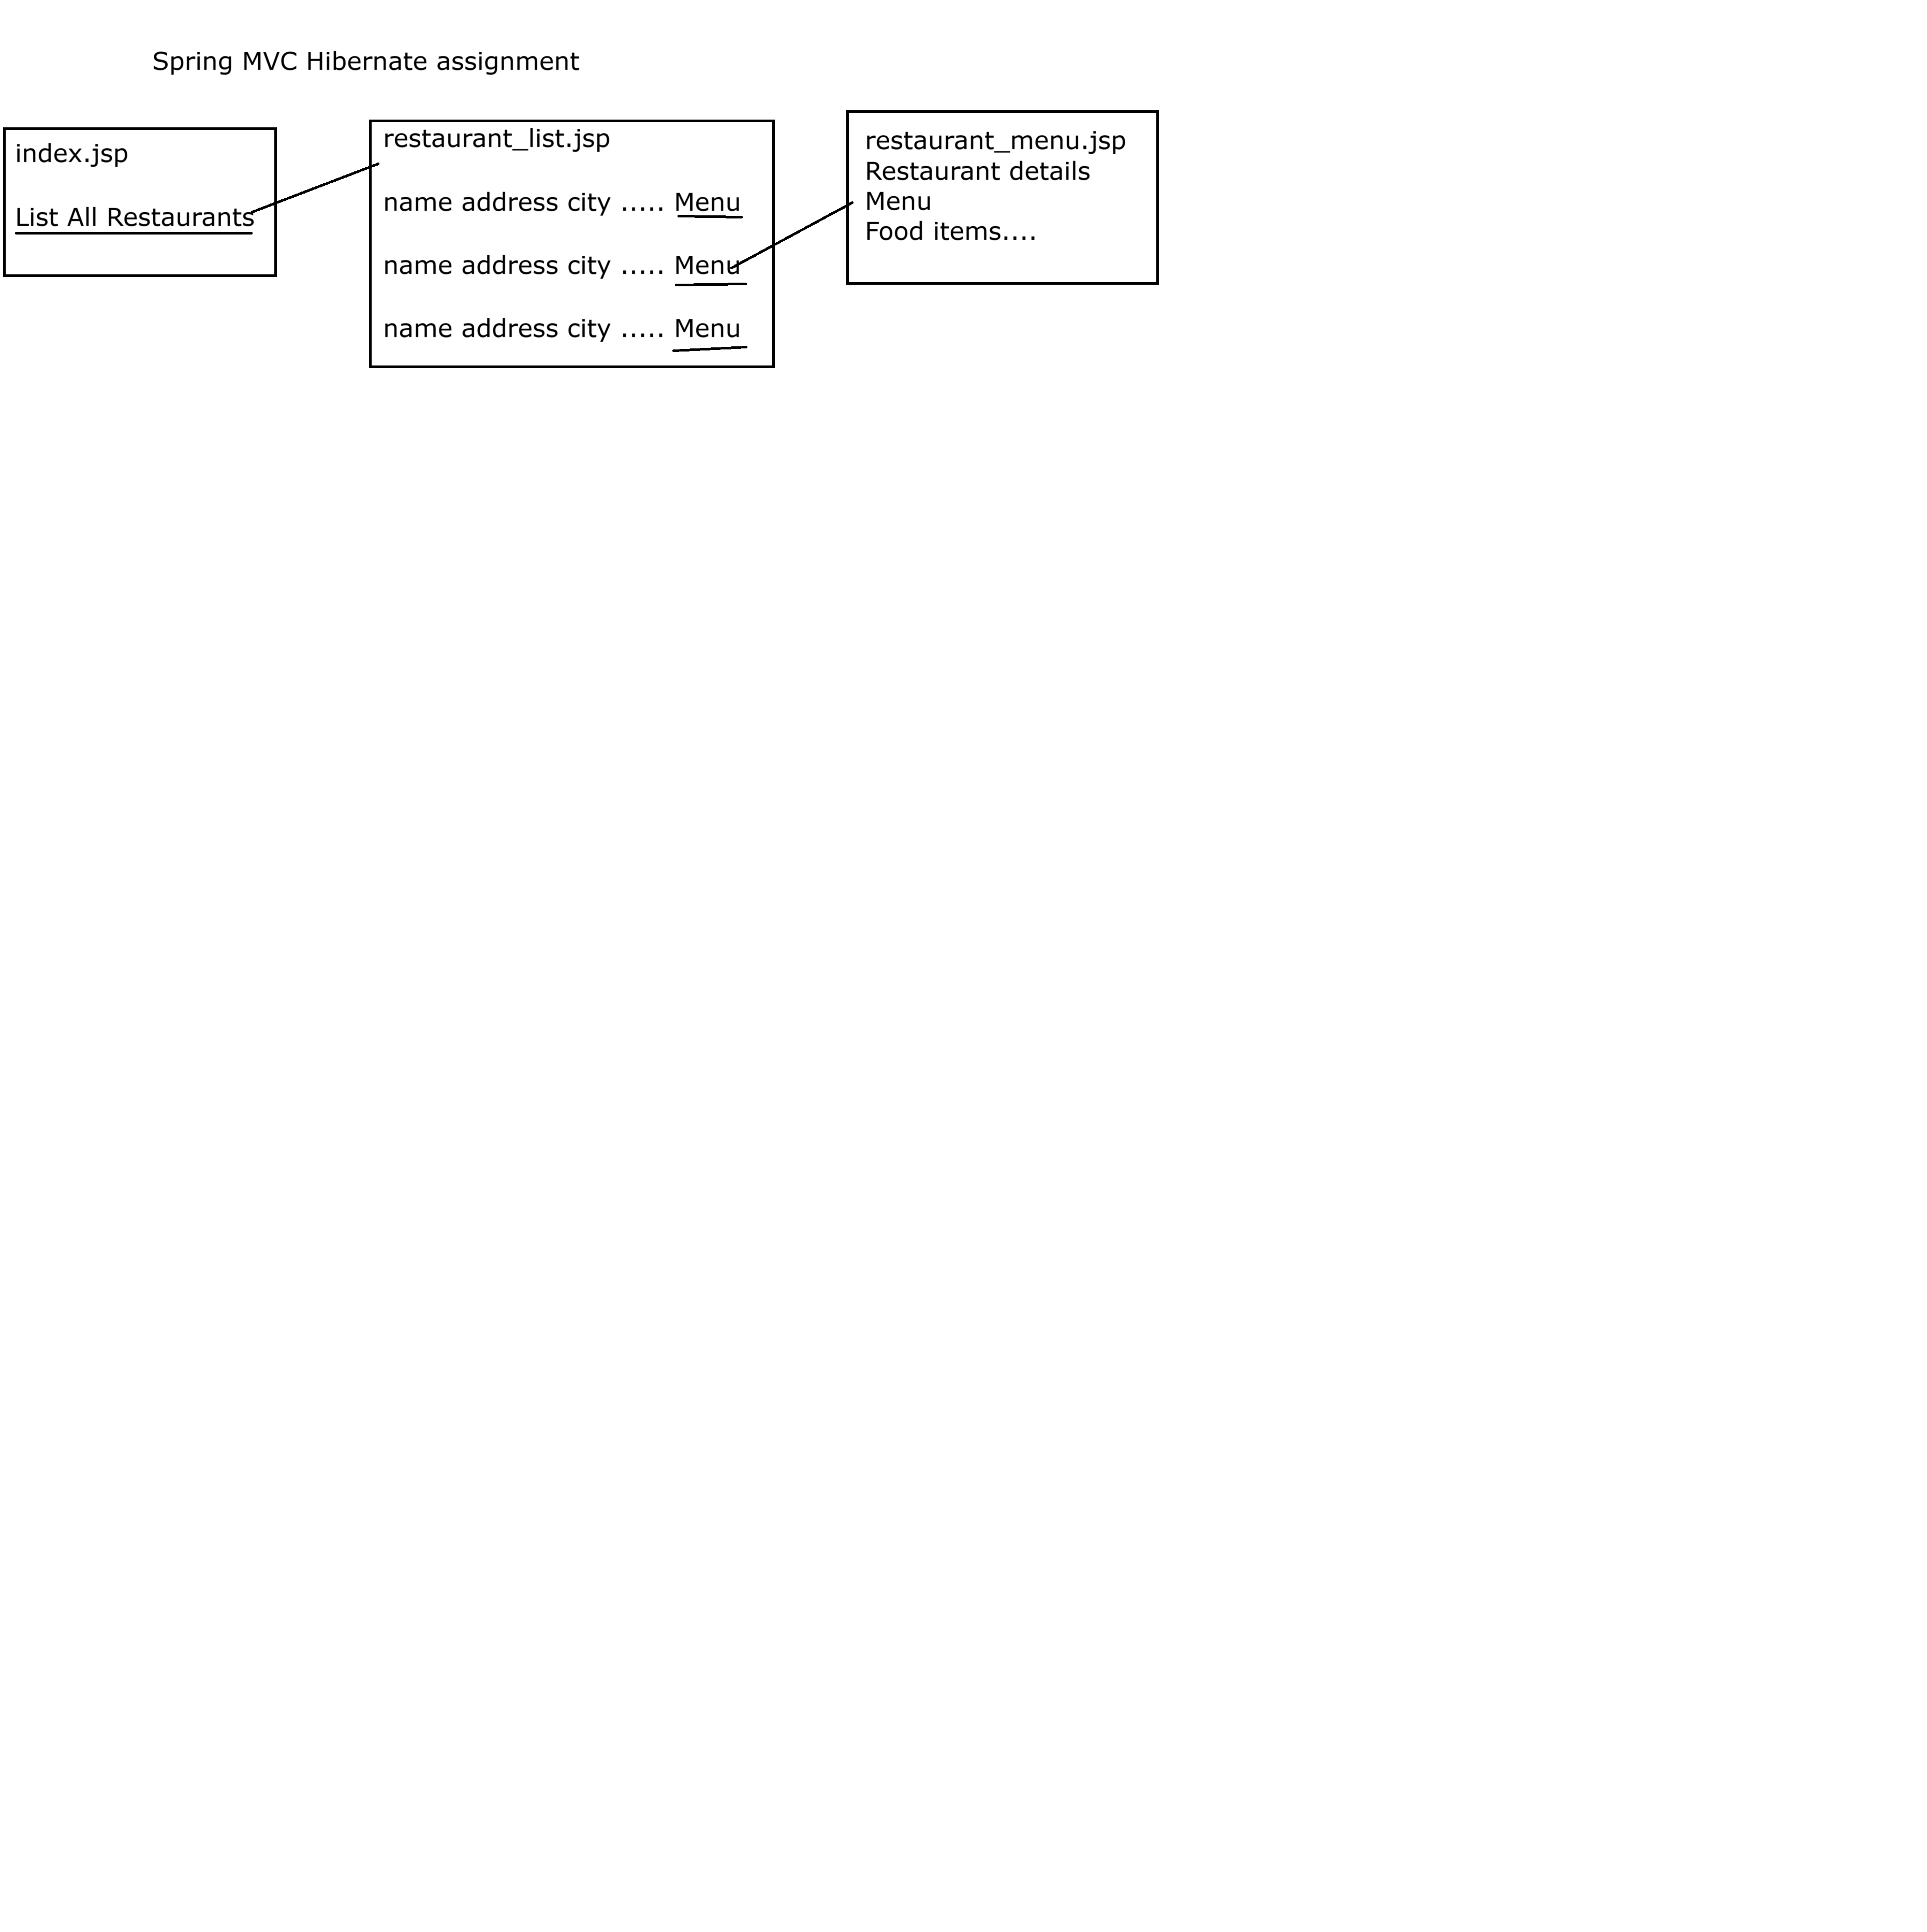 Spring MVC Hibernate assignment
index.jsp
List All Restaurants
restaurant_list.jsp
name address city ..... Menu
name address city ..... Menu
name address city ..... Menu
restaurant_menu.jsp
Restaurant details
Menu
Food items....